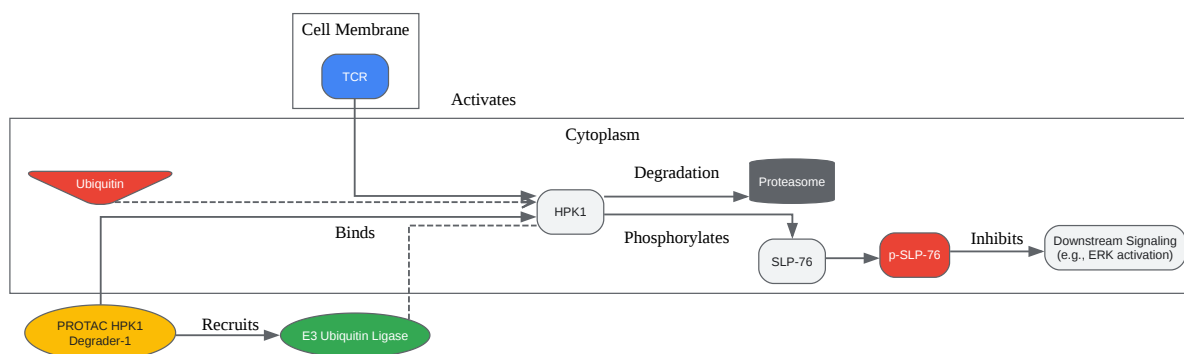 Cell Membrane
TCR
Activates
Cytoplasm
Ubiquitin
Degradation
Proteasome
HPK1
Binds
Phosphorylates
Inhibits
SLP-76
p-SLP-76
Downstream Signaling
(e.g., ERK activation)
PROTAC HPK1
Degrader-1
Recruits
E3 Ubiquitin Ligase